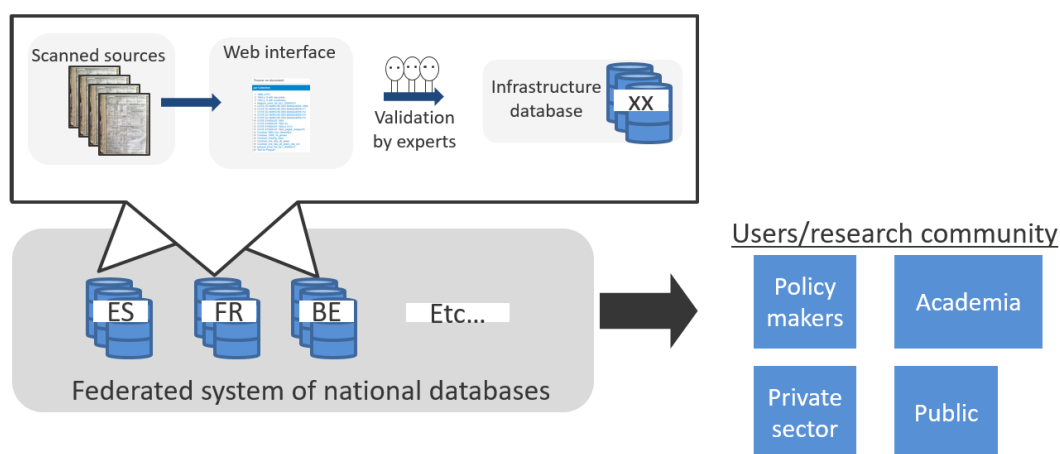 Scanned sources
Web interface
Validation
by experts
Infrastructure
database
XX
ES
FR
BE
Etc...
Federated system of national databases
Users/research community
Policy
makers
Academia
Private
sector
Public